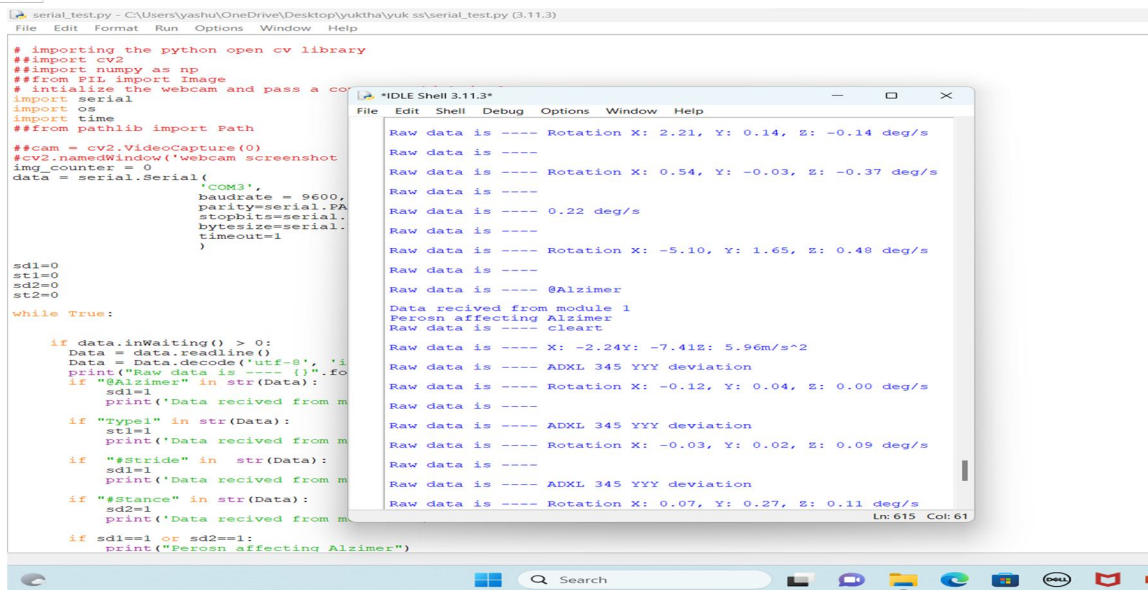 serial_test.py - C:\Users\yashu\OneDrive\Desktop\yuktha\yuk ss\serial_test.py (3.11.3)
File Edit Format Run Options Window Help
# importing the python open cv library
##import cv2
##import numpy as np
##from PIL import Image
# intialize the webcam and pass a co
import serial
import os
import time
##from pathlib import Path
##cam = cv2.VideoCapture(0)
#cv2.namedWindow('webcam screenshot
img_counter = 0
data = serial.Serial(
'COM3',
baudrate = 9600,
parity=serial.PA
stopbits=serial.
bytesize=serial.
timeout=1
)
sd1=0
st1=0
sd2=0
st2=0
while True:
if data.inWaiting() > 0:
Data = data.readline()
Data = Data.decode('utf-8', 'i
print("Raw data is ---- {}".fo
if "@Alzimer" in str(Data):
sd1=1
print('Data recived from m
if "Type1" in str(Data):
st1=1
print('Data recived from m
if "#Stride" in str(Data):
sd1=1
print('Data recived from m
if "#Stance" in str(Data):
sd2=1
print('Data recived from m
if sd1==1 or sd2==1:
print("Perosn affecting Alzimer")
*IDLE Shell 3.11.3*
File Edit Shell Debug Options Window Help
Raw data is ---- Rotation X: 2.21, Y: 0.14, Z: -0.14 deg/s
Raw data is ----
Raw data is ---- Rotation X: 0.54, Y: -0.03, Z: -0.37 deg/s
Raw data is ----
Raw data is ---- 0.22 deg/s
Raw data is ----
Raw data is ---- Rotation X: -5.10, Y: 1.65, Z: 0.48 deg/s
Raw data is ----
Raw data is ---- @Alzimer
Data recived from module 1
Perosn affecting Alzimer
Raw data is ---- cleart
Raw data is ---- X: -2.24Y: -7.41Z: 5.96m/s^2
Raw data is ---- ADXL 345 YYY deviation
Raw data is ---- Rotation X: -0.12, Y: 0.04, Z: 0.00 deg/s
Raw data is ----
Raw data is ---- ADXL 345 YYY deviation
Raw data is ---- Rotation X: -0.03, Y: 0.02, Z: 0.09 deg/s
Raw data is ----
Raw data is ---- ADXL 345 YYY deviation
Raw data is ---- Rotation X: 0.07, Y: 0.27, Z: 0.11 deg/s
Ln: 615 Col: 61
Search
DELL